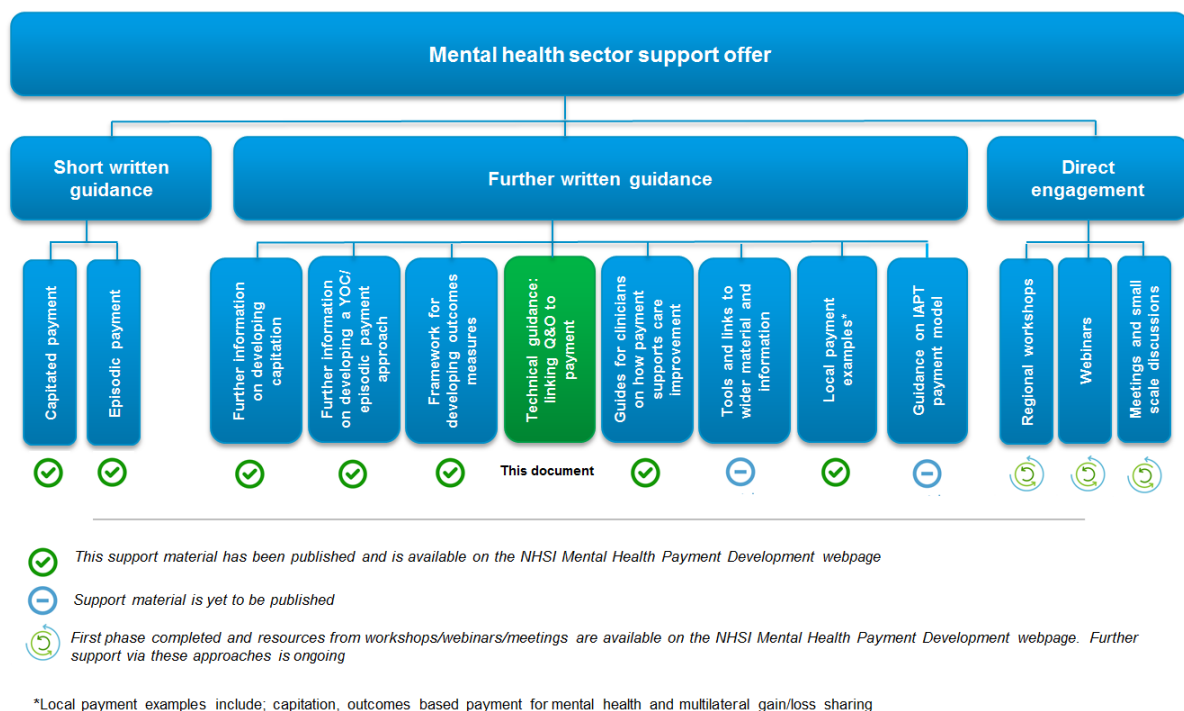 Mental health sector support offer
Short written
guidance
Further written guidance
Direct
engagement
Capitated payment
Episodic payment
Further information
on developing
capitation
Further information
on developing a YOC/
episodic payment
approach
Framework for
developing outcomes
measures
Technical guidance:
linking Q&O to
payment
Guides for clinicians
on how payment
supports care
improvement
Tools and links to
wider material and
information
Local payment
examples*
Guidance on IAPT
payment model
Regional workshops
Webinars
Meetings and small
scale discussions
This document
This support material has been published and is available on the NHSI Mental Health Payment Development webpage
Support material is yet to be published
First phase completed and resources from workshops/webinars/meetings are available on the NHSI Mental Health Payment Development webpage. Further
support via these approaches is ongoing
*Local payment examples include; capitation, outcomes based payment for mental health and multilateral gain/loss sharing